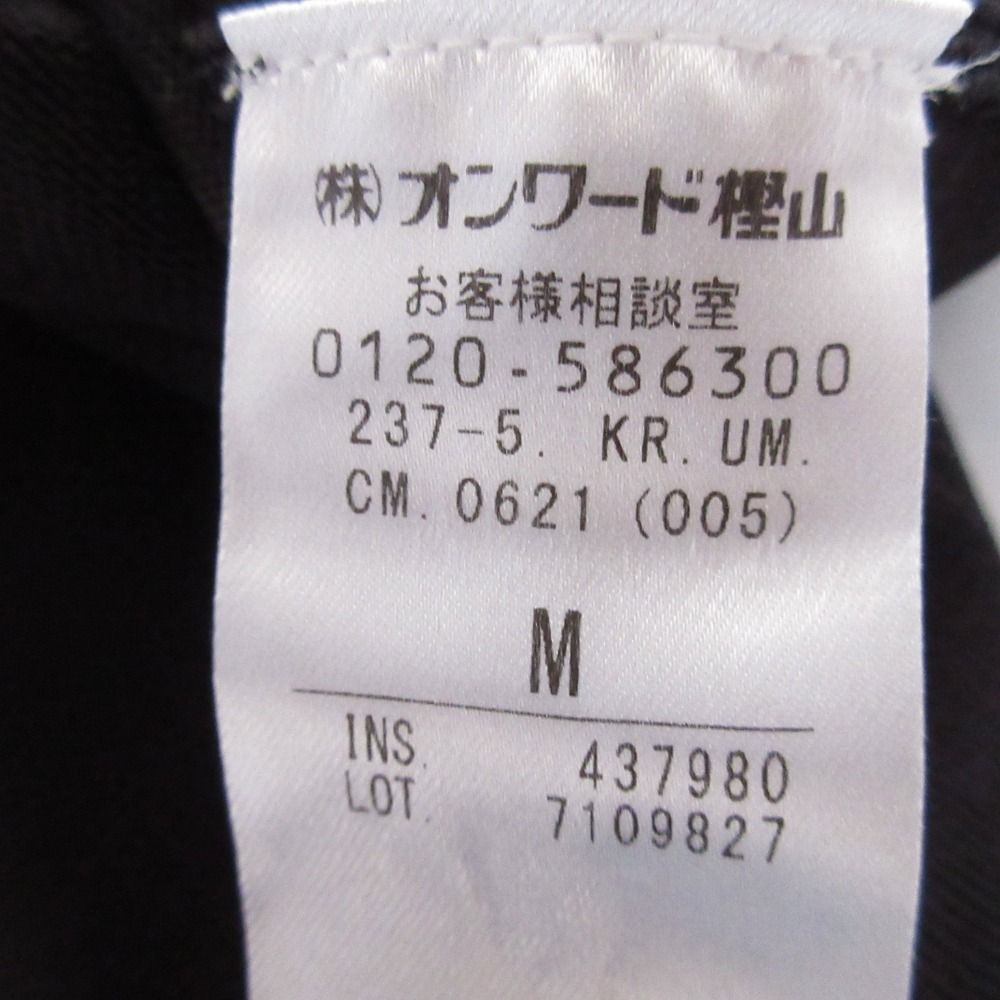 (株)オンワード樫山
お客様相談室
0120-586300
237-5. KR. UM.
CM. 0621 (005)
M
INS. 437980
LOT. 7109827